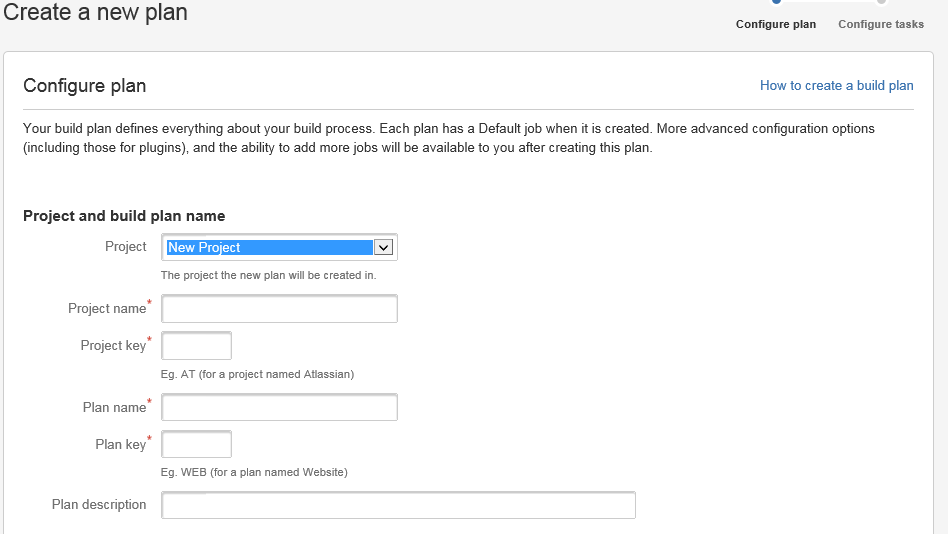 Create a new plan
Configure plan
Configure tasks
Configure plan
How to create a build plan
Your build plan defines everything about your build process. Each plan has a Default job when it is created. More advanced configuration options
(including those for plugins), and the ability to add more jobs will be available to you after creating this plan.
Project and build plan name
Project
New Project
The project the new plan will be created in.
Project name*
Project key*
Eg. AT (for a project named Atlassian)
Plan name*
Plan key*
Eg. WEB (for a plan named Website)
Plan description